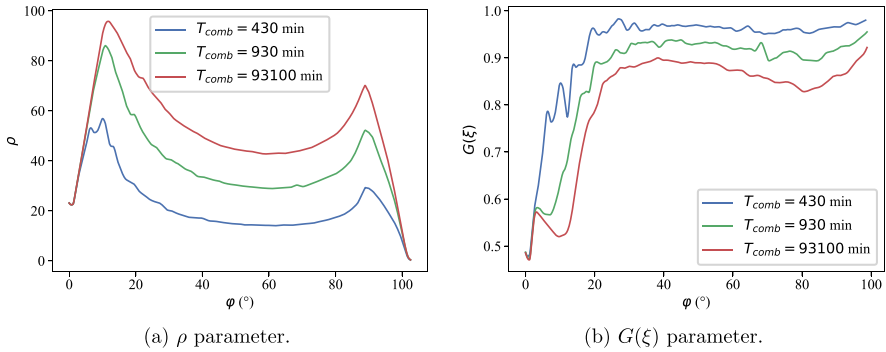 100
80
60
40
20
0
ρ
0 20 40 60 80 100
φ (°)
T_comb = 430 min
T_comb = 930 min
T_comb = 93100 min
(a) ρ parameter.
1.0
0.9
0.8
0.7
0.6
0.5
G(ξ)
0 20 40 60 80 100
φ (°)
T_comb = 430 min
T_comb = 930 min
T_comb = 93100 min
(b) G(ξ) parameter.